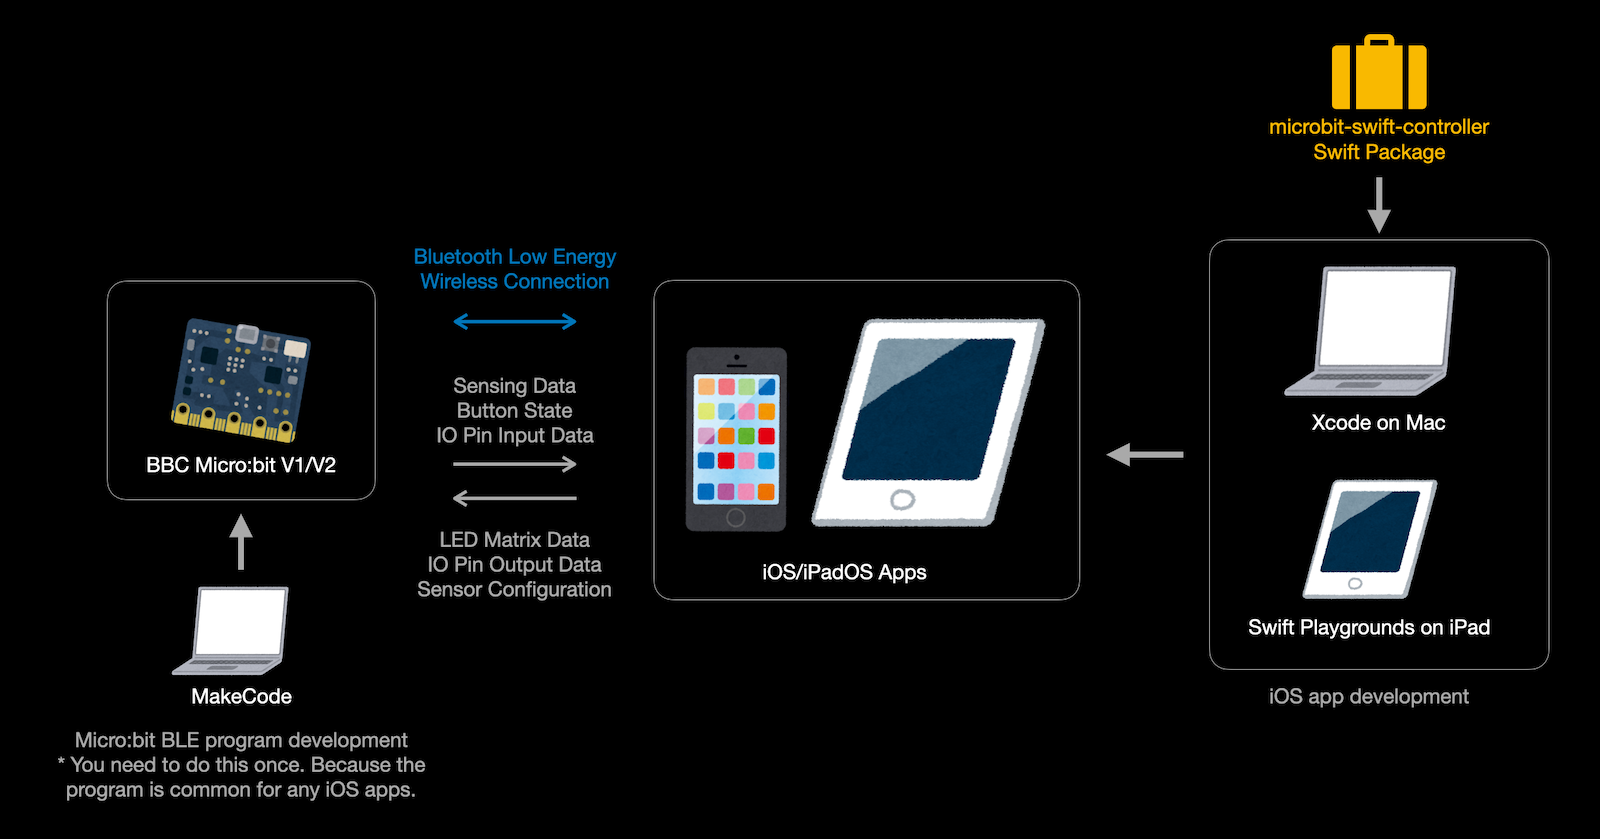 microbit-swift-controller
Swift Package
Bluetooth Low Energy
Wireless Connection
Sensing Data
Button State
IO Pin Input Data
LED Matrix Data
IO Pin Output Data
Sensor Configuration
BBC Micro:bit V1/V2
MakeCode
Micro:bit BLE program development
* You need to do this once. Because the
program is common for any iOS apps.
iOS/iPadOS Apps
Xcode on Mac
Swift Playgrounds on iPad
iOS app development